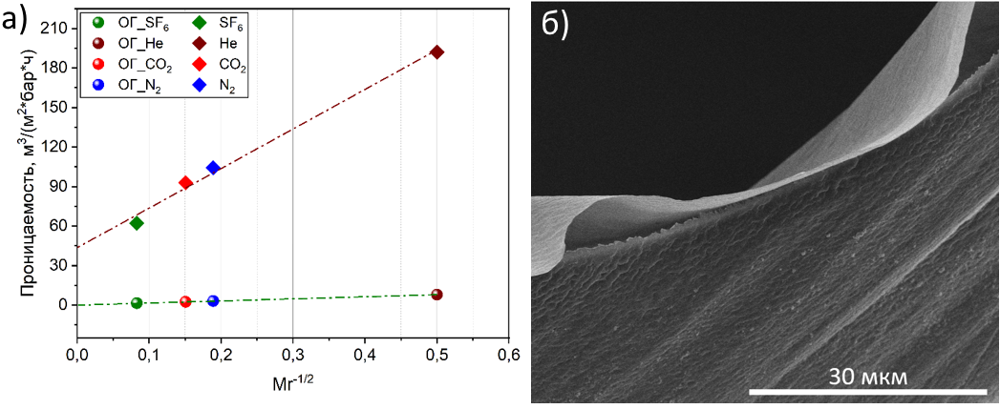 а)
ОГ_SF6 SF6
ОГ_He He
ОГ_CO2 CO2
ОГ_N2 N2
210
180
150
120
90
60
30
0
Проницаемость, м3/(м2*бар*ч)
0,0 0,1 0,2 0,3 0,4 0,5 0,6
Mr-1/2
б)
30 мкм